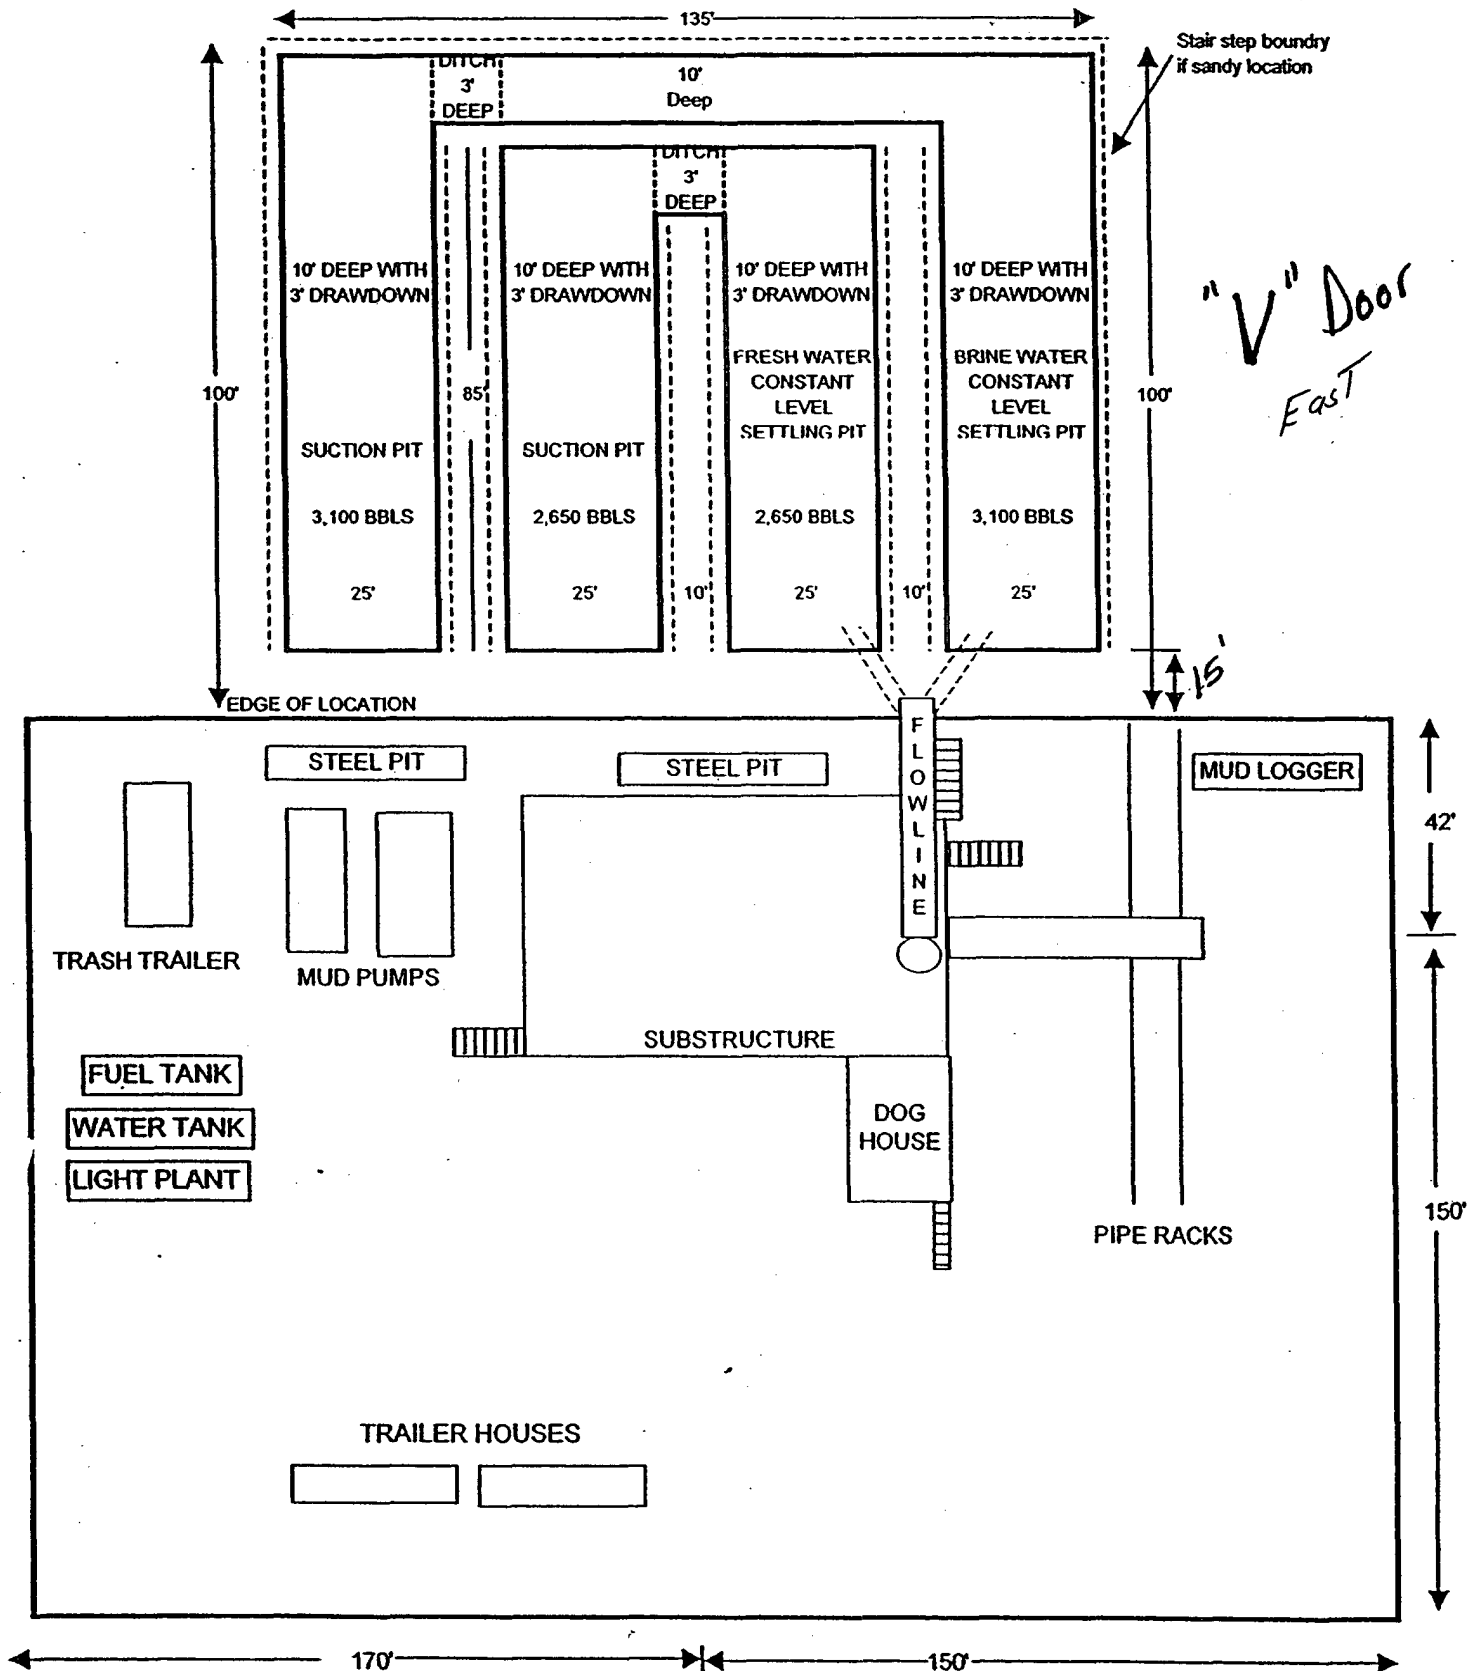 135'
Stair step boundry
if sandy location
DITCH
3'
DEEP
10'
Deep
DITCH
3'
DEEP
10' DEEP WITH
3' DRAWDOWN
10' DEEP WITH
3' DRAWDOWN
10' DEEP WITH
3' DRAWDOWN
10' DEEP WITH
3' DRAWDOWN
"V" Door
EasT
FRESH WATER
CONSTANT
LEVEL
SETTLING PIT
BRINE WATER
CONSTANT
LEVEL
SETTLING PIT
100'
85'
100'
SUCTION PIT
SUCTION PIT
3,100 BBLS
2,650 BBLS
2,650 BBLS
3,100 BBLS
25'
25'
10'
25'
10'
25'
15'
EDGE OF LOCATION
FLOWLINE
STEEL PIT
STEEL PIT
MUD LOGGER
42'
TRASH TRAILER
MUD PUMPS
SUBSTRUCTURE
FUEL TANK
WATER TANK
LIGHT PLANT
DOG
HOUSE
PIPE RACKS
150'
TRAILER HOUSES
170'
150'